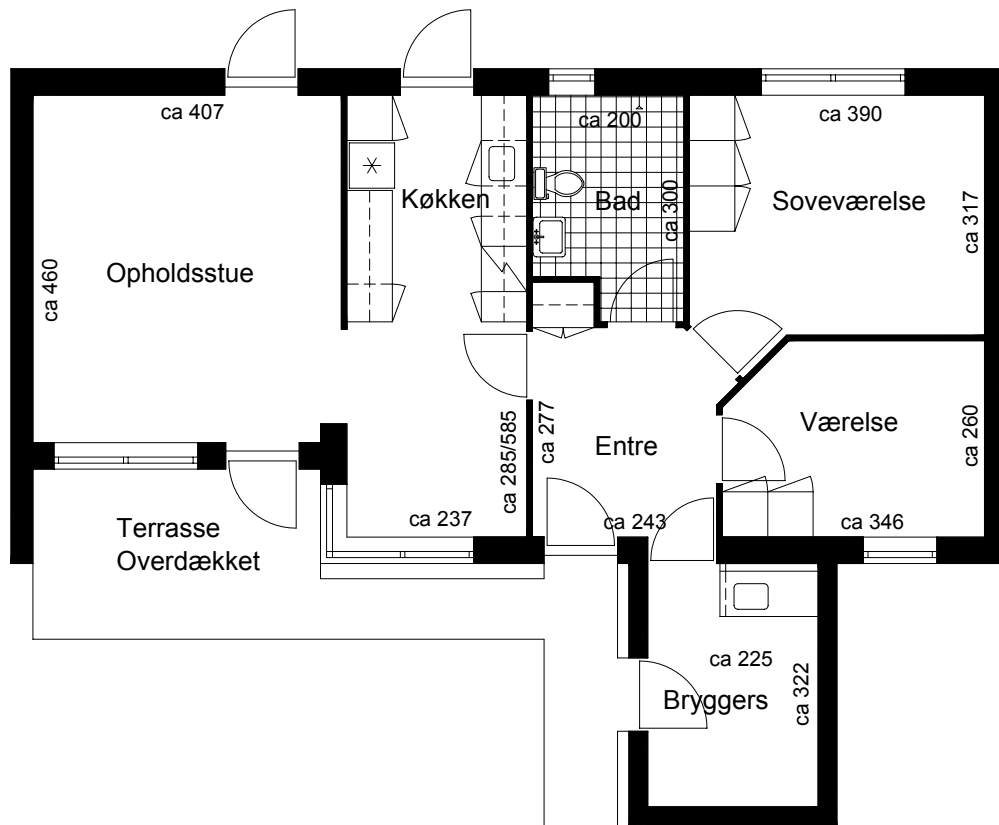 ca 407
ca 200
ca 390
Køkken
Bad
ca 300
Soveværelse
ca 317
Opholdsstue
ca 460
ca 285/585
ca 277
Entre
Værelse
ca 260
Terrasse
Overdækket
ca 237
ca 243
ca 346
ca 225
Bryggers
ca 322